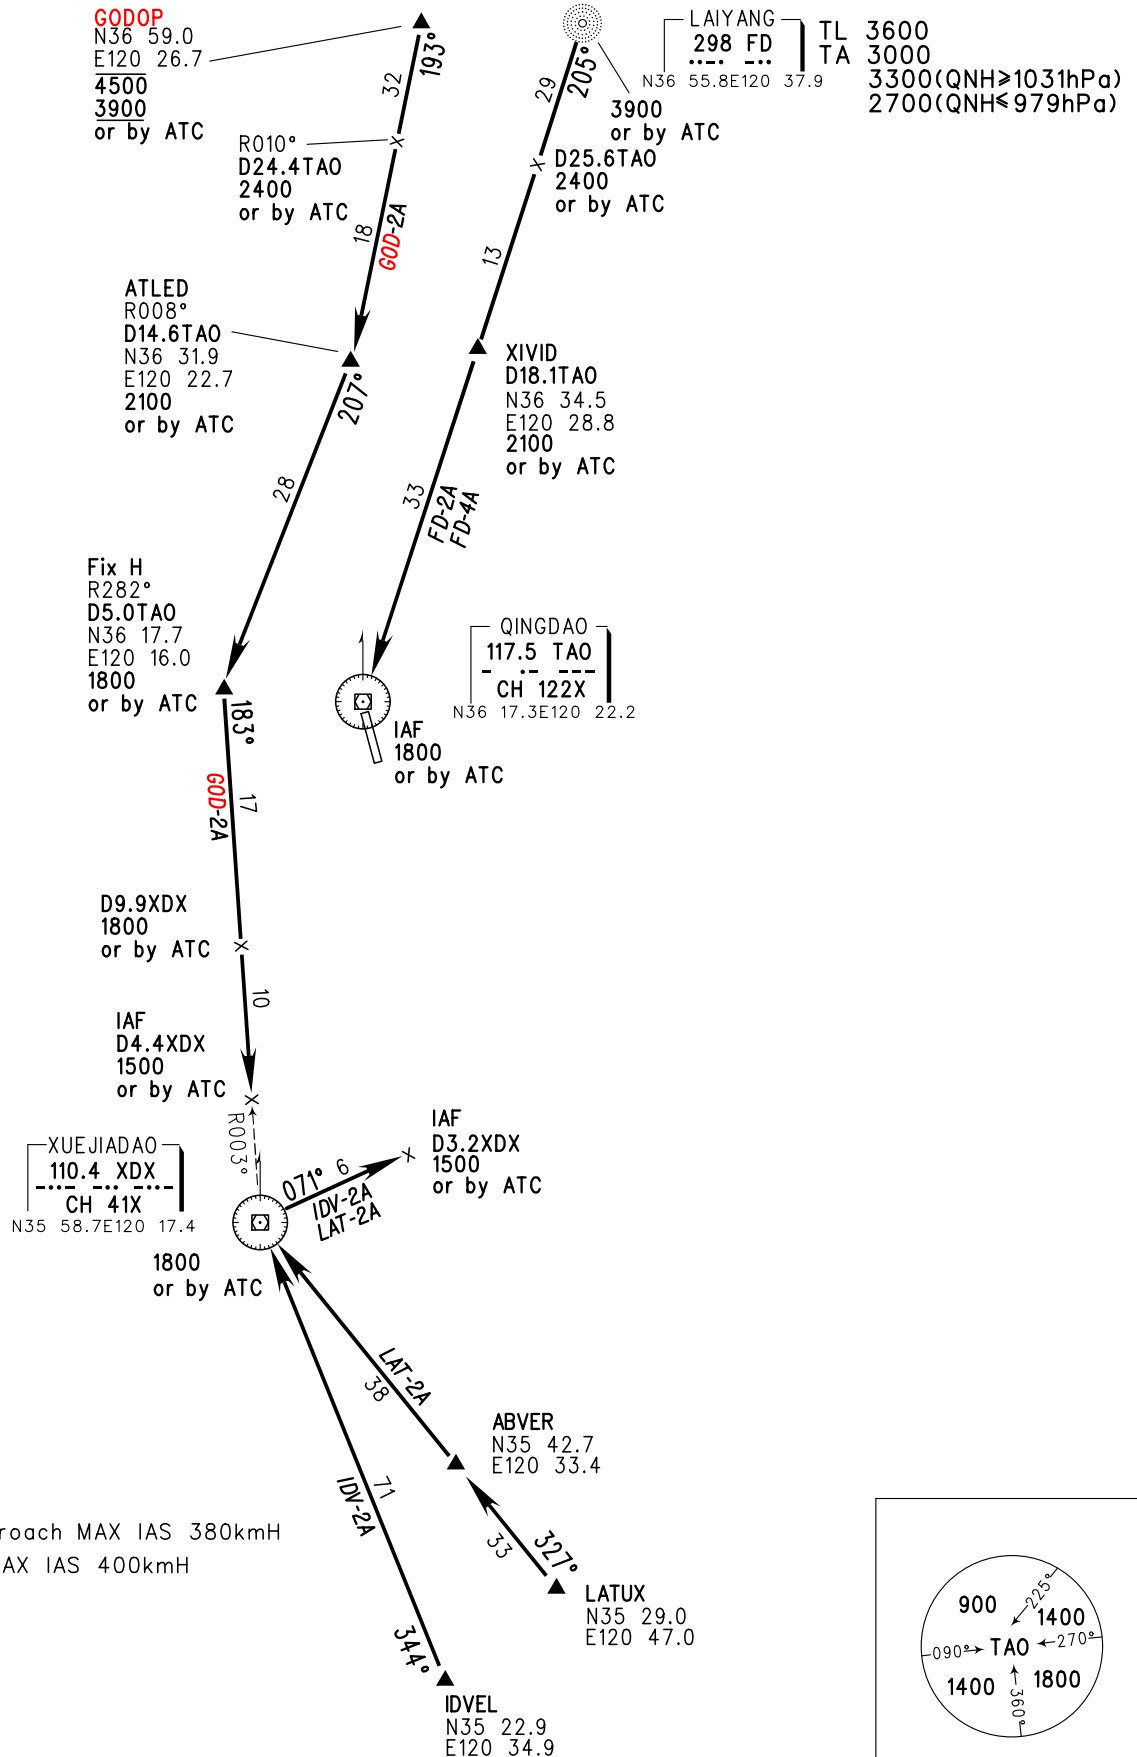 GODOP
N36 59.0
E120 26.7
4500
3900
or by ATC
193°
32
R010°
D24.4TAO
2400
or by ATC
18
GOD-2A
LAIYANG
298 FD
N36 55.8E120 37.9
205°
29
3900
or by ATC
TL 3600
TA 3000
3300(QNH≥1031hPa)
2700(QNH≤979hPa)
D25.6TAO
2400
or by ATC
13
ATLED
R008°
D14.6TAO
N36 31.9
E120 22.7
2100
or by ATC
207°
28
XIVID
D18.1TAO
N36 34.5
E120 28.8
2100
or by ATC
33
FD-2A
FD-4A
Fix H
R282°
D5.0TAO
N36 17.7
E120 16.0
1800
or by ATC
183°
17
GOD-2A
QINGDAO
117.5 TAO
CH 122X
N36 17.3E120 22.2
IAF
1800
or by ATC
D9.9XDX
1800
or by ATC
10
IAF
D4.4XDX
1500
or by ATC
R003°
XUEJIADAO
110.4 XDX
CH 41X
N35 58.7E120 17.4
1800
or by ATC
071° 6
IDV-2A
LAT-2A
IAF
D3.2XDX
1500
or by ATC
LAT-2A
38
ABVER
N35 42.7
E120 33.4
71
IDV-2A
33
327°
LATUX
N35 29.0
E120 47.0
344°
IDVEL
N35 22.9
E120 34.9
roach MAX IAS 380kmH
AX IAS 400kmH
900
225°
1400
090°
TAO
270°
1400
360°
1800